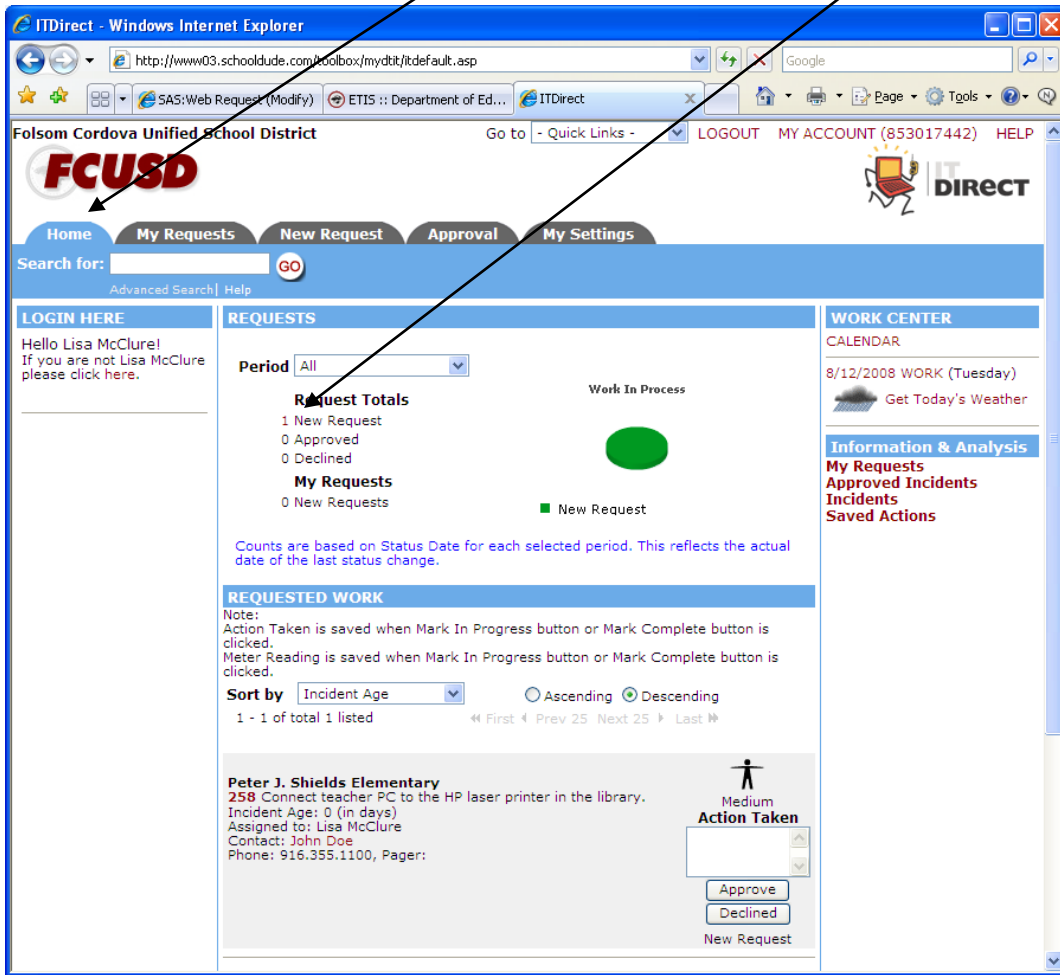 ITDirect - Windows Internet Explorer
http://www03.schooldude.com/toolbox/mydtit/itdefault.asp
Google
SAS:Web Request (Modify)
ETIS :: Department of Ed...
ITDirect
Page
Tools
Folsom Cordova Unified School District
Go to - Quick Links -
LOGOUT MY ACCOUNT (853017442) HELP
FCUSD
IT DIRECT
Home My Requests New Request Approval My Settings
Search for: GO
Advanced Search| Help
LOGIN HERE
Hello Lisa McClure!
If you are not Lisa McClure
please click here.
REQUESTS
Period All
Request Totals
1 New Request
0 Approved
0 Declined
My Requests
0 New Requests
Work In Process
New Request
Counts are based on Status Date for each selected period. This reflects the actual
date of the last status change.
REQUESTED WORK
Note:
Action Taken is saved when Mark In Progress button or Mark Complete button is
clicked.
Meter Reading is saved when Mark In Progress button or Mark Complete button is
clicked.
Sort by Incident Age Ascending Descending
1 - 1 of total 1 listed First Prev 25 Next 25 Last
Peter J. Shields Elementary
258 Connect teacher PC to the HP laser printer in the library.
Incident Age: 0 (in days)
Assigned to: Lisa McClure
Contact: John Doe
Phone: 916.355.1100, Pager:
Medium
Action Taken
Approve
Declined
New Request
WORK CENTER
CALENDAR
8/12/2008 WORK (Tuesday)
Get Today's Weather
Information & Analysis
My Requests
Approved Incidents
Incidents
Saved Actions